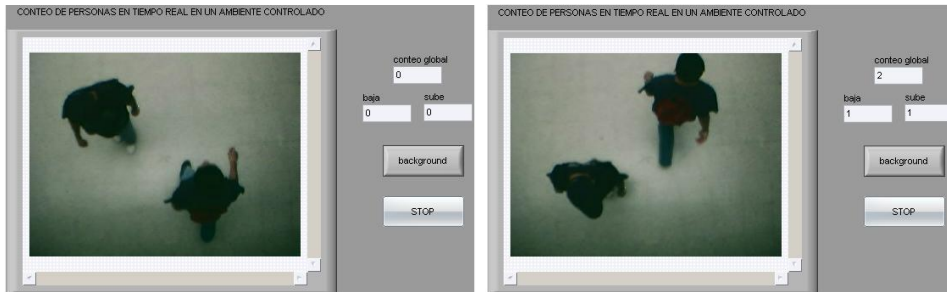 CONTEO DE PERSONAS EN TIEMPO REAL EN UN AMBIENTE CONTROLADO
conteo global
0
baja sube
0 0
background
STOP
CONTEO DE PERSONAS EN TIEMPO REAL EN UN AMBIENTE CONTROLADO
conteo global
2
baja sube
1 1
background
STOP